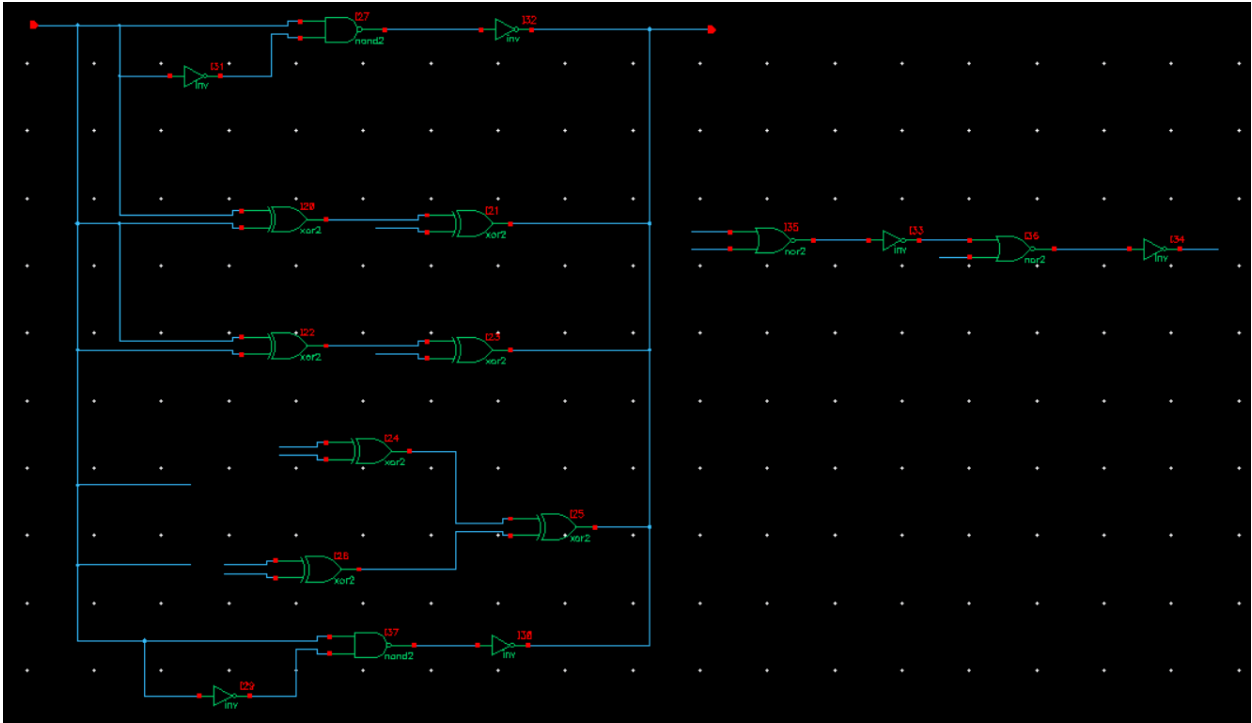 I27
nand2
I32
inv
I31
inv
I20
xor2
I21
xor2
I35
nor2
I33
inv
I36
nor2
I34
inv
I22
xor2
I23
xor2
I24
xor2
I25
xor2
I26
xor2
I37
nand2
I38
inv
I29
inv